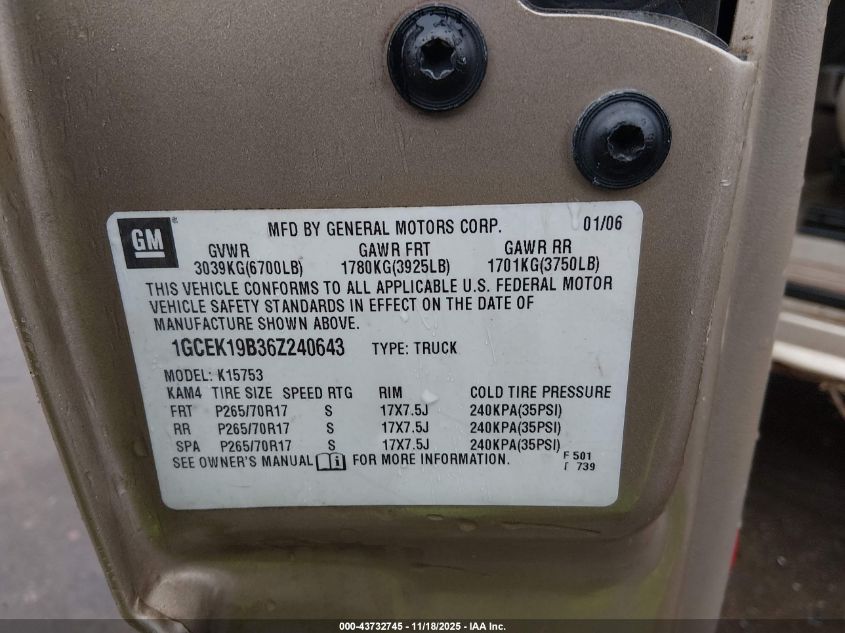 GM
MFD BY GENERAL MOTORS CORP. 01/06
GVWR GAWR FRT GAWR RR
3039KG(6700LB) 1780KG(3925LB) 1701KG(3750LB)
THIS VEHICLE CONFORMS TO ALL APPLICABLE U.S. FEDERAL MOTOR
VEHICLE SAFETY STANDARDS IN EFFECT ON THE DATE OF
MANUFACTURE SHOWN ABOVE.
1GCEK19B36Z240643 TYPE: TRUCK
MODEL: K15753
KAM4 TIRE SIZE SPEED RTG RIM COLD TIRE PRESSURE
FRT P265/70R17 S 17X7.5J 240KPA(35PSI)
RR P265/70R17 S 17X7.5J 240KPA(35PSI)
SPA P265/70R17 S 17X7.5J 240KPA(35PSI)
SEE OWNER'S MANUAL FOR MORE INFORMATION.
F 501
739
000-43732745 - 11/18/2025 - IAA Inc.